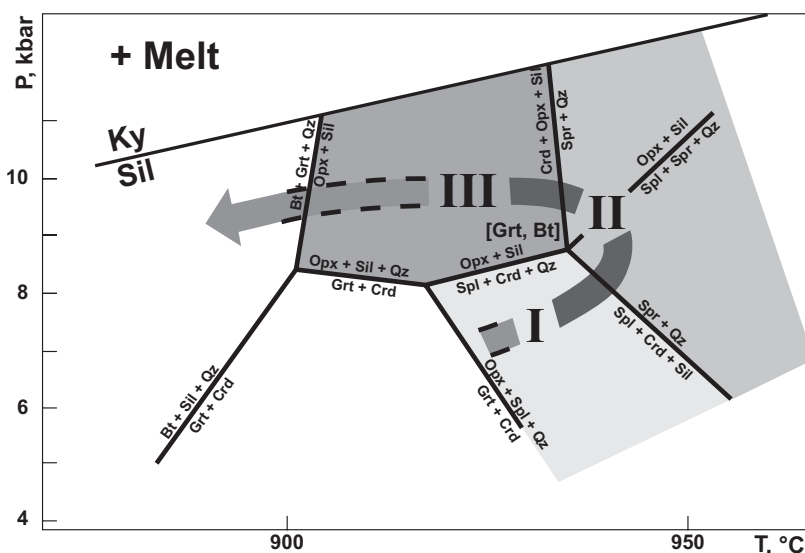 P, kbar
+ Melt
Ky
Sil
Bt + Grt + Qz
Opx + Sil
Crd + Opx + Sil
Spr + Qz
Opx + Sil
Spl + Spr + Qz
10
III
II
[Grt, Bt]
Opx + Sil + Qz
Grt + Crd
Opx + Sil
Spl + Crd + Qz
8
I
Spr + Qz
Spl + Crd + Sil
Bt + Sil + Qz
Grt + Crd
Opx + Spl + Qz
Grt + Crd
6
4
900
950
T, °C